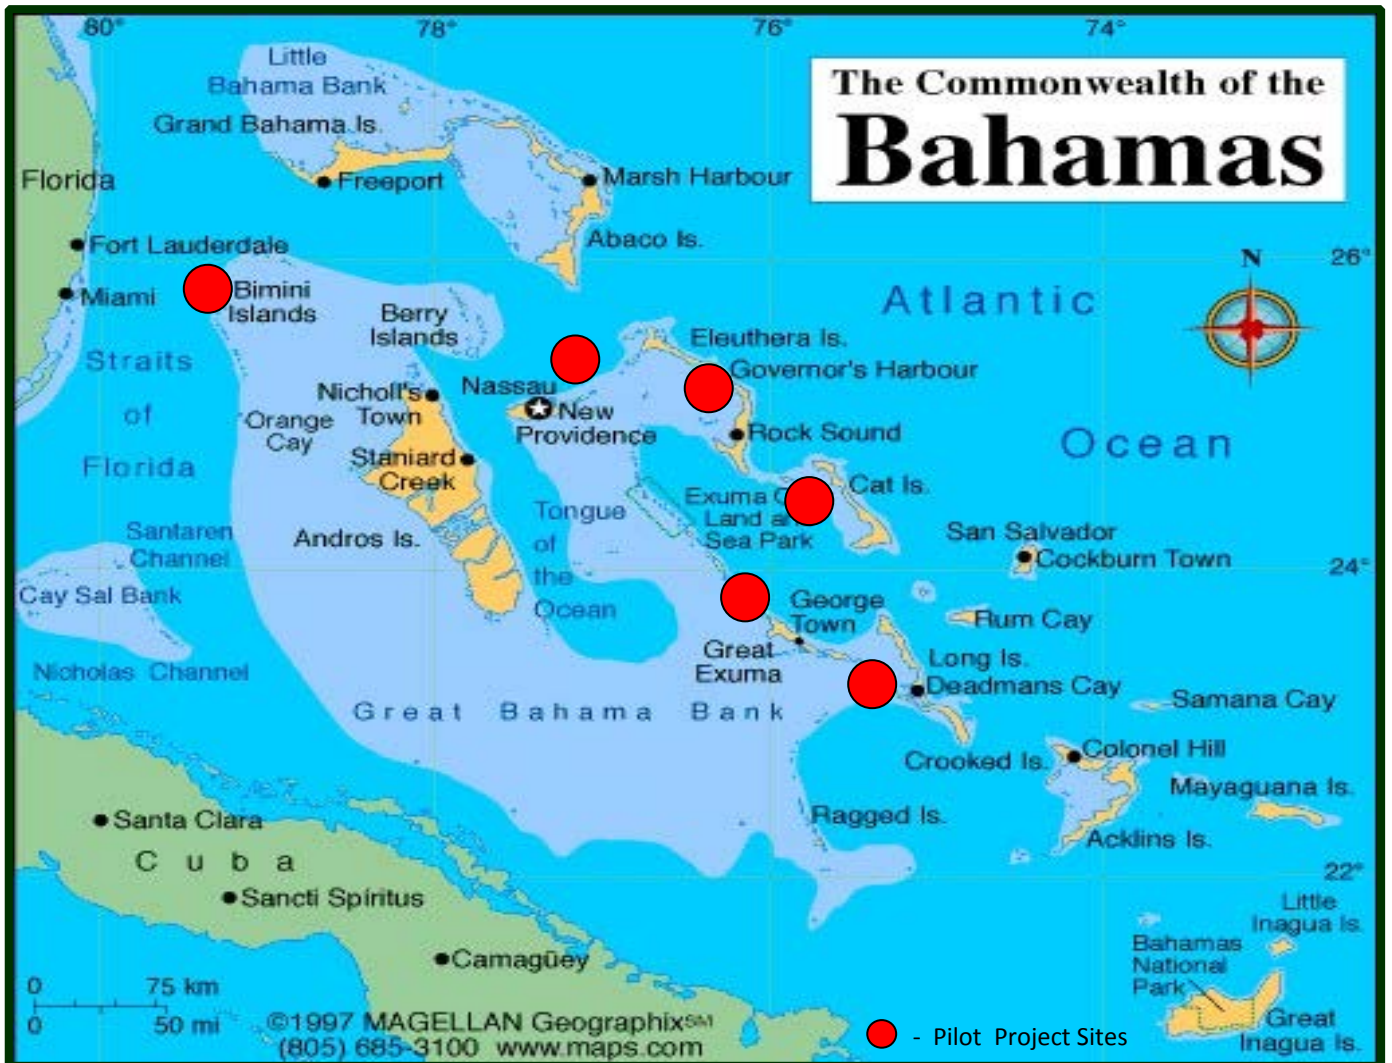 80°
78°
76°
74°
Little
Bahama Bank
Grand Bahama Is.
The Commonwealth of the
Bahamas
Florida
Freeport
Marsh Harbour
Abaco Is.
Fort Lauderdale
Miami
Bimini
Islands
Berry
Islands
N
26°
Atlantic
Ocean
Eleuthera Is.
Governor's Harbour
Straits
of
Florida
Nicholl's
Town
Nassau
New
Providence
Orange
Cay
Rock Sound
Staniard
Creek
Cat Is.
Exuma
Land
Sea Park
Tongue
of
the
Ocean
Andros Is.
Santaren
Channel
San Salvador
Cockburn Town
24°
Cay Sal Bank
George
Town
Rum Cay
Great
Exuma
Long Is.
Deadmans Cay
Nicholas Channel
Great Bahama Bank
Samana Cay
Crooked Is.
Colonel Hill
Mayaguana Is.
Ragged Is.
Acklins Is.
Santa Clara
Cuba
22°
Sancti Spíritus
Little
Inagua Is.
Bahamas
National
Park
Camagüey
Great
Inagua Is.
0 75 km
0 50 mi
©1997 MAGELLAN Geographix℠
(805) 685-3100 www.maps.com
- Pilot Project Sites